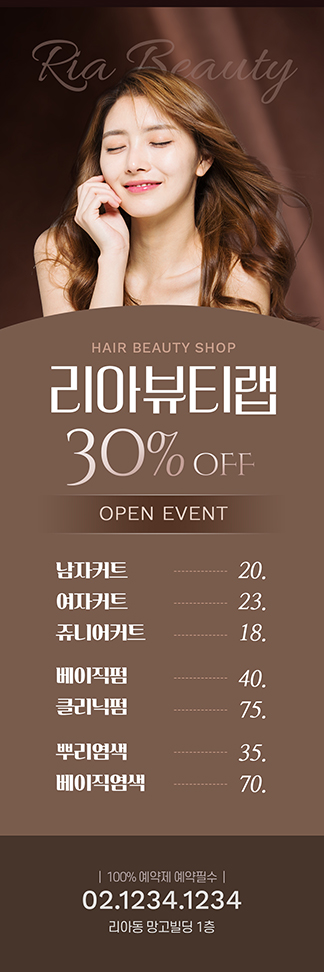 Ria Beauty
HAIR BEAUTY SHOP
리아뷰티랩
30% OFF
OPEN EVENT
남자커트 20.
여자커트 23.
쥬니어커트 18.
베이직펌 40.
클리닉펌 75.
뿌리염색 35.
베이직염색 70.
| 100% 예약제 예약필수 |
02.1234.1234
리아동 망고빌딩 1층